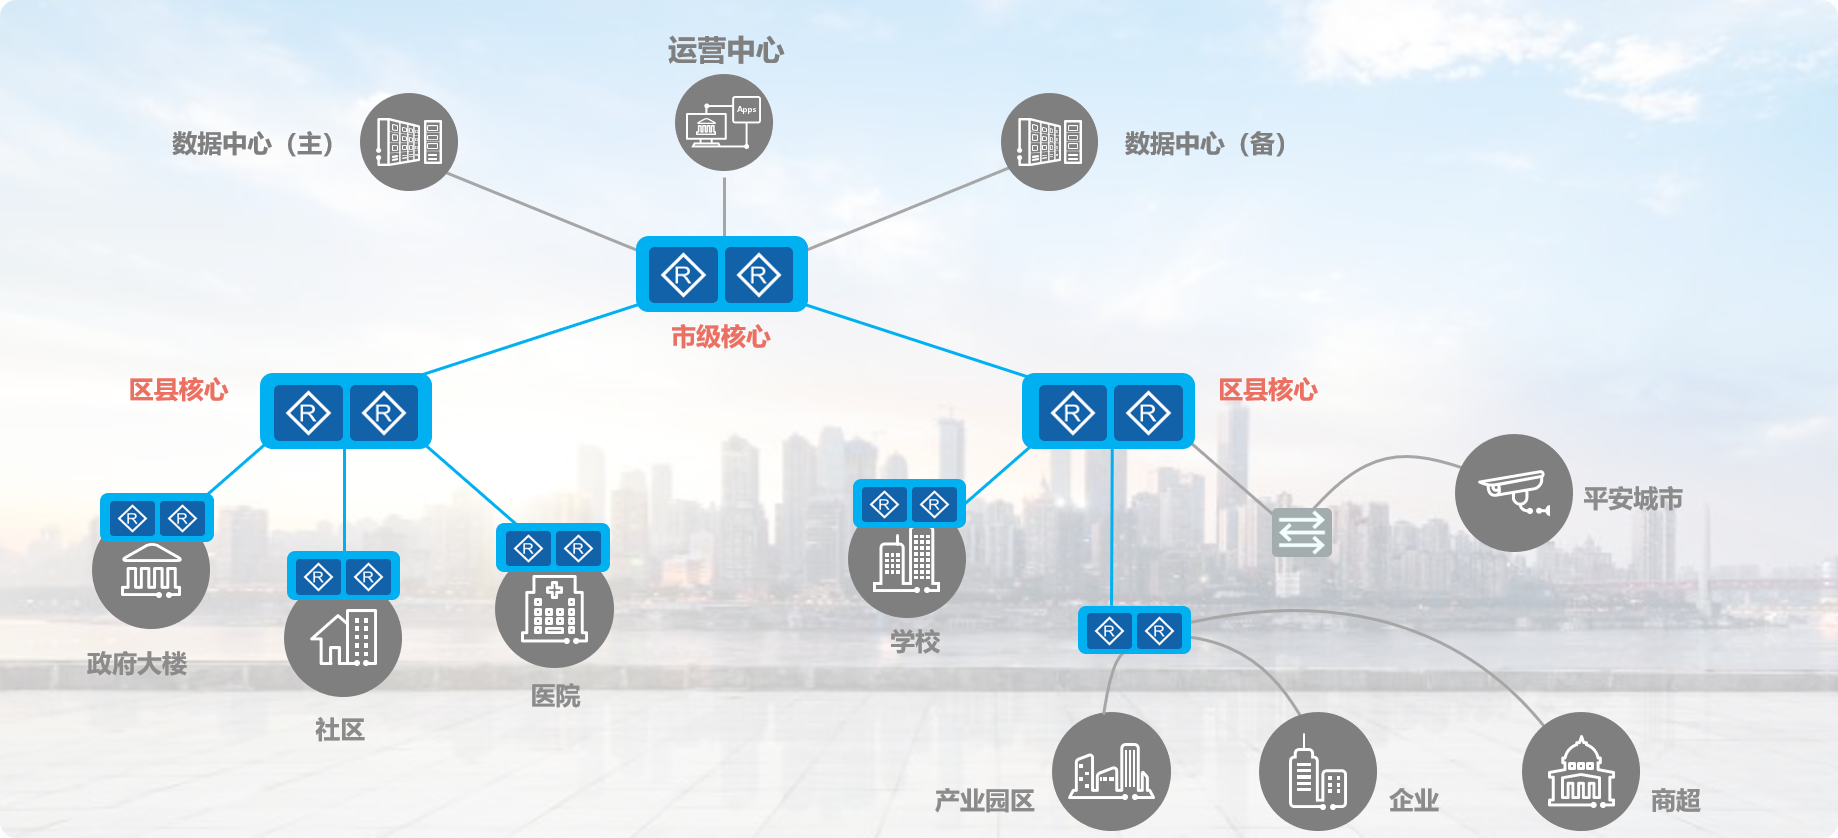 运营中心
Apps
数据中心（主）
数据中心（备）
R R
市级核心
区县核心
R R
R R
区县核心
R R
R R
R R
R R
平安城市
政府大楼
社区
医院
学校
R R
产业园区
企业
商超